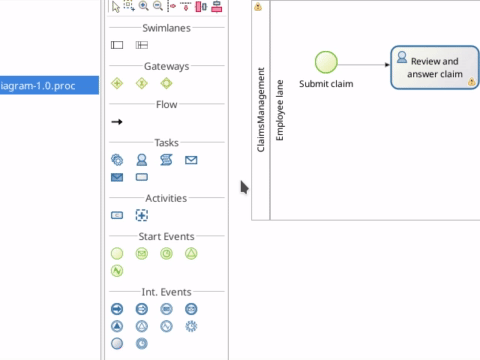 Swimlanes
Gateways
iagram-1.0.proc
Flow
Tasks
Activities
Start Events
Int. Events
ClaimsManagement
Employee lane
Submit claim
Review and
answer claim